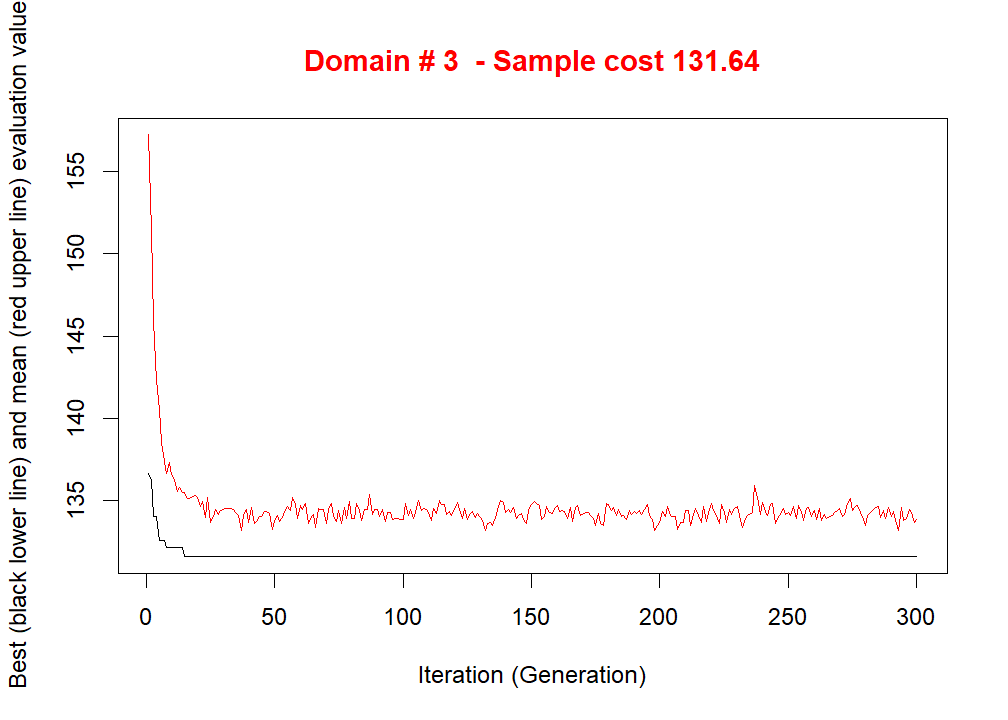 Domain # 3  - Sample cost 131.64
Best (black lower line) and mean (red upper line) evaluation value
155
150
145
140
135
0 50 100 150 200 250 300
Iteration (Generation)